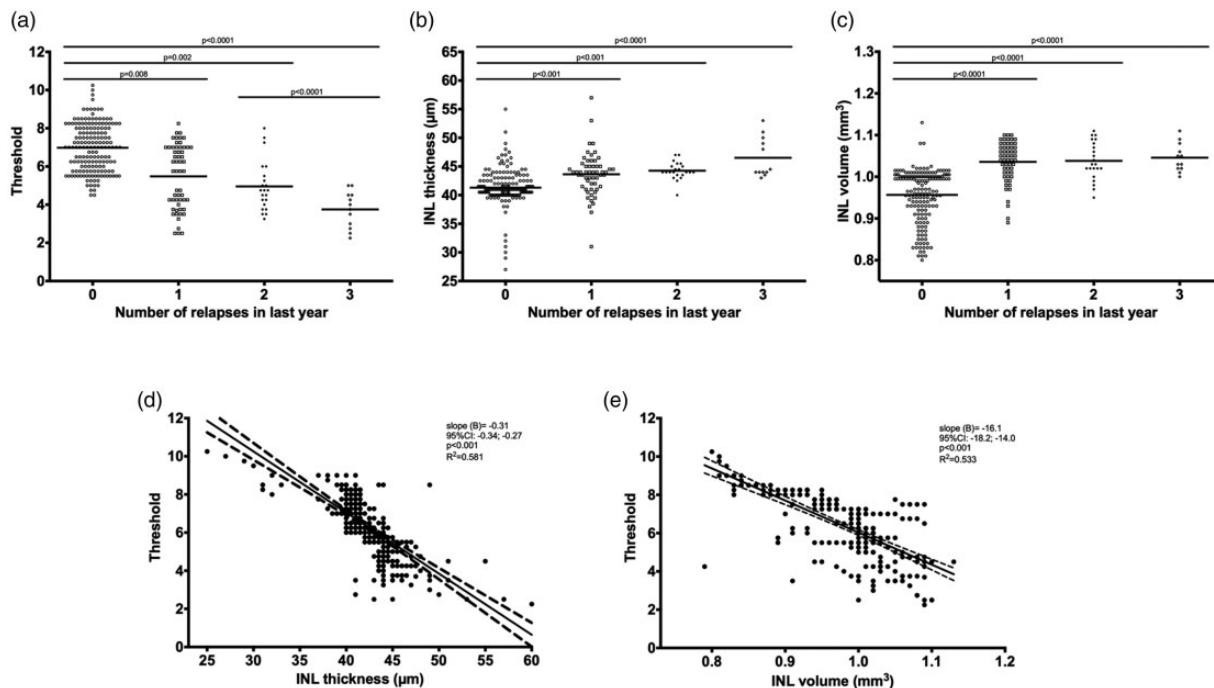 (a)
p<0.0001
p=0.002
p=0.008
p<0.0001
Threshold
12
10
8
6
4
2
0
0 1 2 3
Number of relapses in last year
(b)
p<0.0001
p<0.001
p<0.001
INL thickness (µm)
65
60
55
50
45
40
35
30
25
0 1 2 3
Number of relapses in last year
(c)
p<0.0001
p<0.0001
p<0.0001
INL volume (mm³)
1.3
1.2
1.1
1.0
0.9
0.8
0 1 2 3
Number of relapses in last year
(d)
slope (B)= -0.31
95%CI: -0.34; -0.27
p<0.001
R²=0.581
Threshold
12
10
8
6
4
2
0
25 30 35 40 45 50 55 60
INL thickness (µm)
(e)
slope (B)= -16.1
95%CI: -18.2; -14.0
p<0.001
R²=0.533
Threshold
12
10
8
6
4
2
0
0.8 0.9 1.0 1.1 1.2
INL volume (mm³)